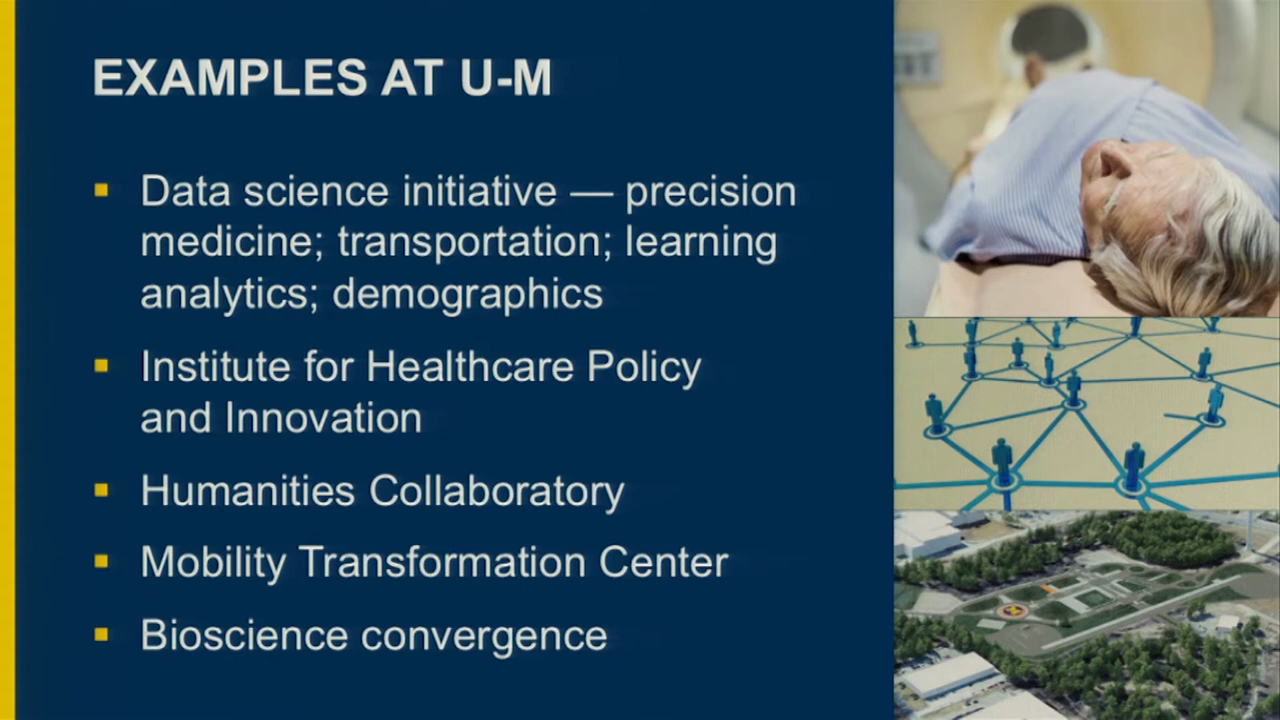 EXAMPLES AT U-M
Data science initiative — precision
medicine; transportation; learning
analytics; demographics
Institute for Healthcare Policy
and Innovation
Humanities Collaboratory
Mobility Transformation Center
Bioscience convergence